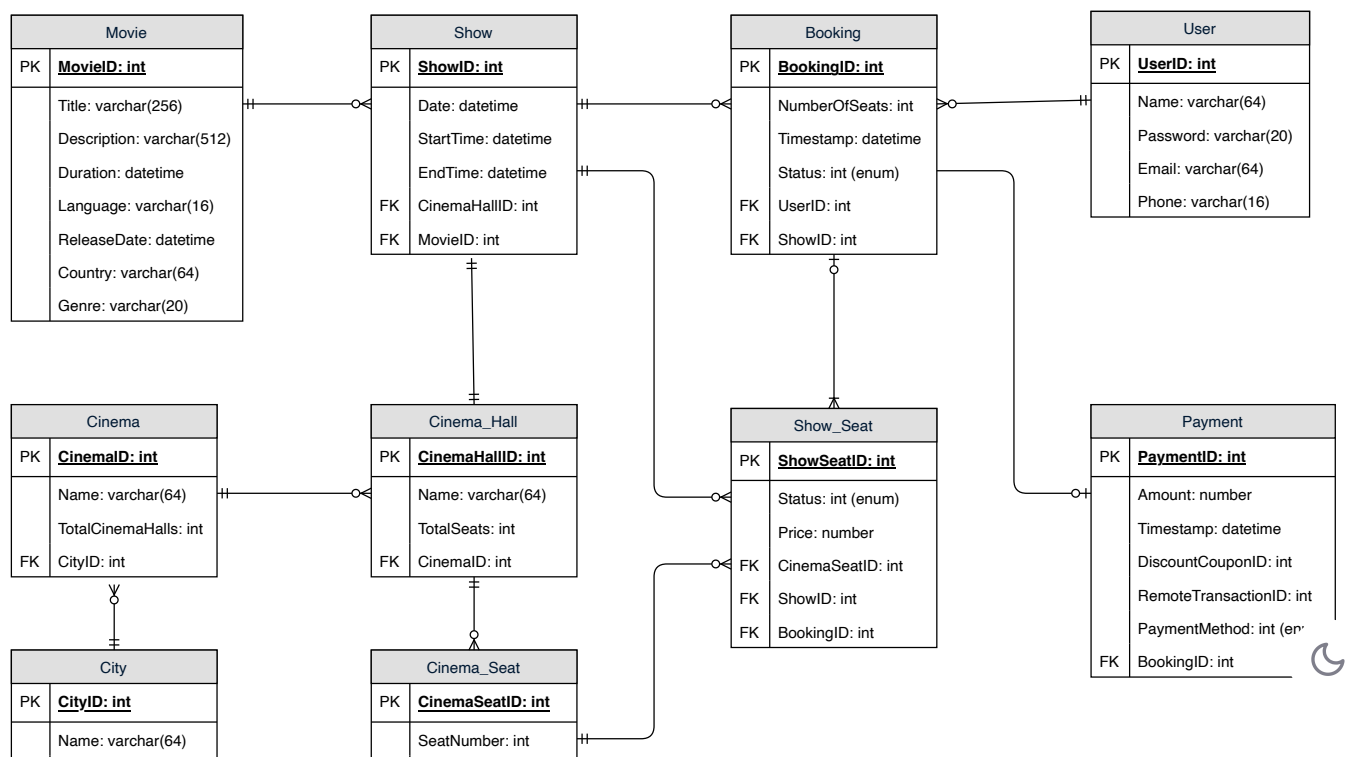 Movie
PK MovieID: int
Title: varchar(256)
Description: varchar(512)
Duration: datetime
Language: varchar(16)
ReleaseDate: datetime
Country: varchar(64)
Genre: varchar(20)
Show
PK ShowID: int
Date: datetime
StartTime: datetime
EndTime: datetime
FK CinemaHallID: int
FK MovieID: int
Booking
PK BookingID: int
NumberOfSeats: int
Timestamp: datetime
Status: int (enum)
FK UserID: int
FK ShowID: int
User
PK UserID: int
Name: varchar(64)
Password: varchar(20)
Email: varchar(64)
Phone: varchar(16)
Cinema
PK CinemaID: int
Name: varchar(64)
TotalCinemaHalls: int
FK CityID: int
Cinema_Hall
PK CinemaHallID: int
Name: varchar(64)
TotalSeats: int
FK CinemaID: int
Show_Seat
PK ShowSeatID: int
Status: int (enum)
Price: number
FK CinemaSeatID: int
FK ShowID: int
FK BookingID: int
Payment
PK PaymentID: int
Amount: number
Timestamp: datetime
DiscountCouponID: int
RemoteTransactionID: int
PaymentMethod: int
FK BookingID: int
City
PK CityID: int
Name: varchar(64)
Cinema_Seat
PK CinemaSeatID: int
SeatNumber: int